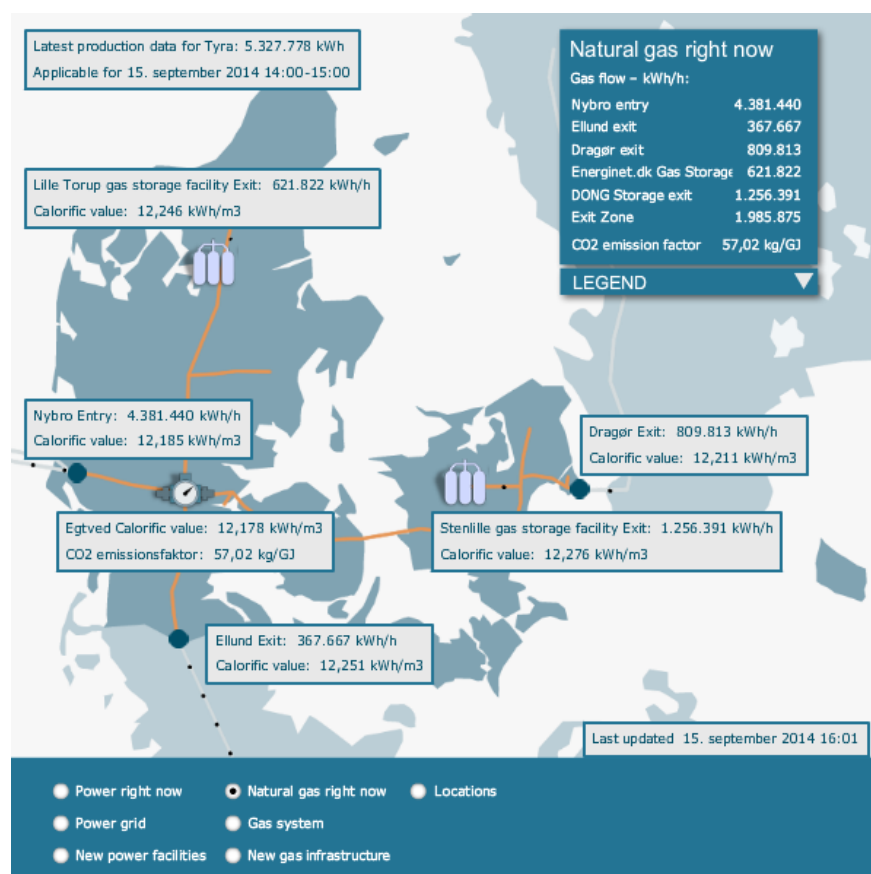 Latest production data for Tyra: 5.327.778 kWh
Applicable for 15. september 2014 14:00-15:00
Natural gas right now
Gas flow – kWh/h:
Nybro entry 4.381.440
Ellund exit 367.667
Dragør exit 809.813
Energinet.dk Gas Storage 621.822
DONG Storage exit 1.256.391
Exit Zone 1.985.875
CO2 emission factor 57,02 kg/GJ
LEGEND
Lille Torup gas storage facility Exit: 621.822 kWh/h
Calorific value: 12,246 kWh/m3
Nybro Entry: 4.381.440 kWh/h
Calorific value: 12,185 kWh/m3
Dragør Exit: 809.813 kWh/h
Calorific value: 12,211 kWh/m3
Egtved Calorific value: 12,178 kWh/m3
CO2 emissionsfaktor: 57,02 kg/GJ
Stenlille gas storage facility Exit: 1.256.391 kWh/h
Calorific value: 12,276 kWh/m3
Ellund Exit: 367.667 kWh/h
Calorific value: 12,251 kWh/m3
Last updated 15. september 2014 16:01
Power right now
Natural gas right now
Locations
Power grid
Gas system
New power facilities
New gas infrastructure